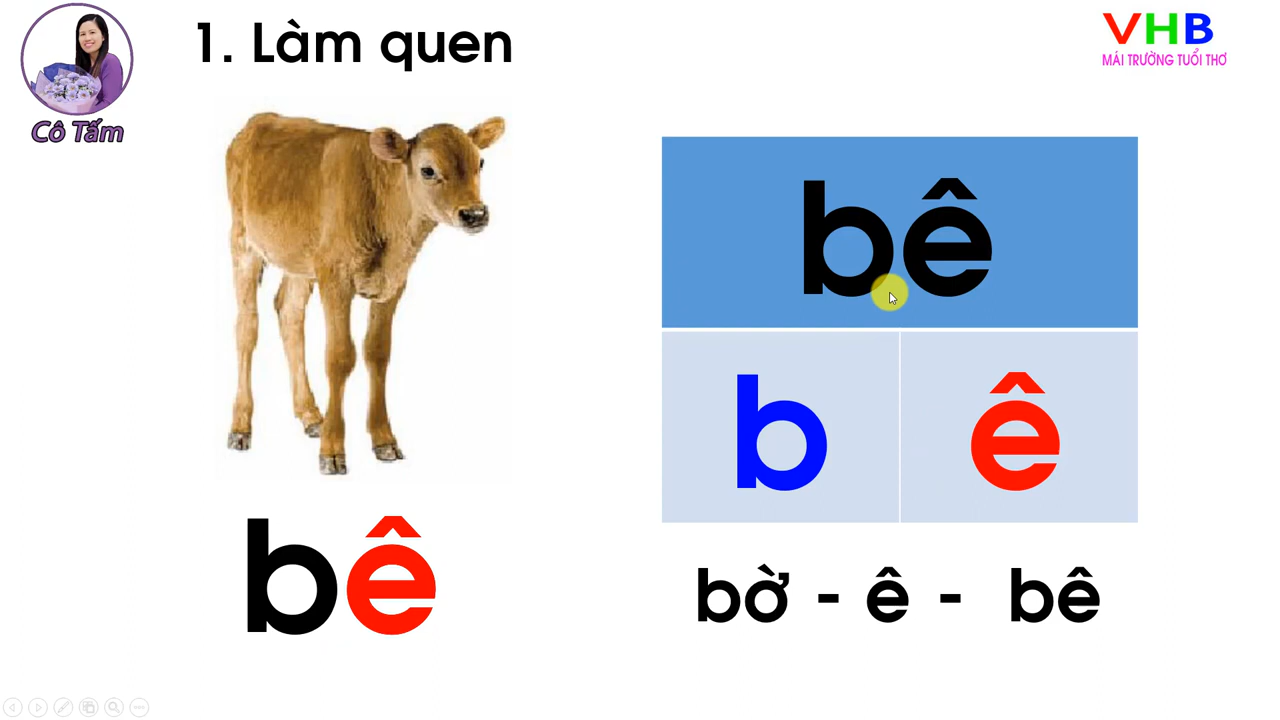 1. Làm quen
VHB
MÁI TRƯỜNG TUỔI THƠ
Cô Tấm
bê
b ê
bê
bờ - ê - bê